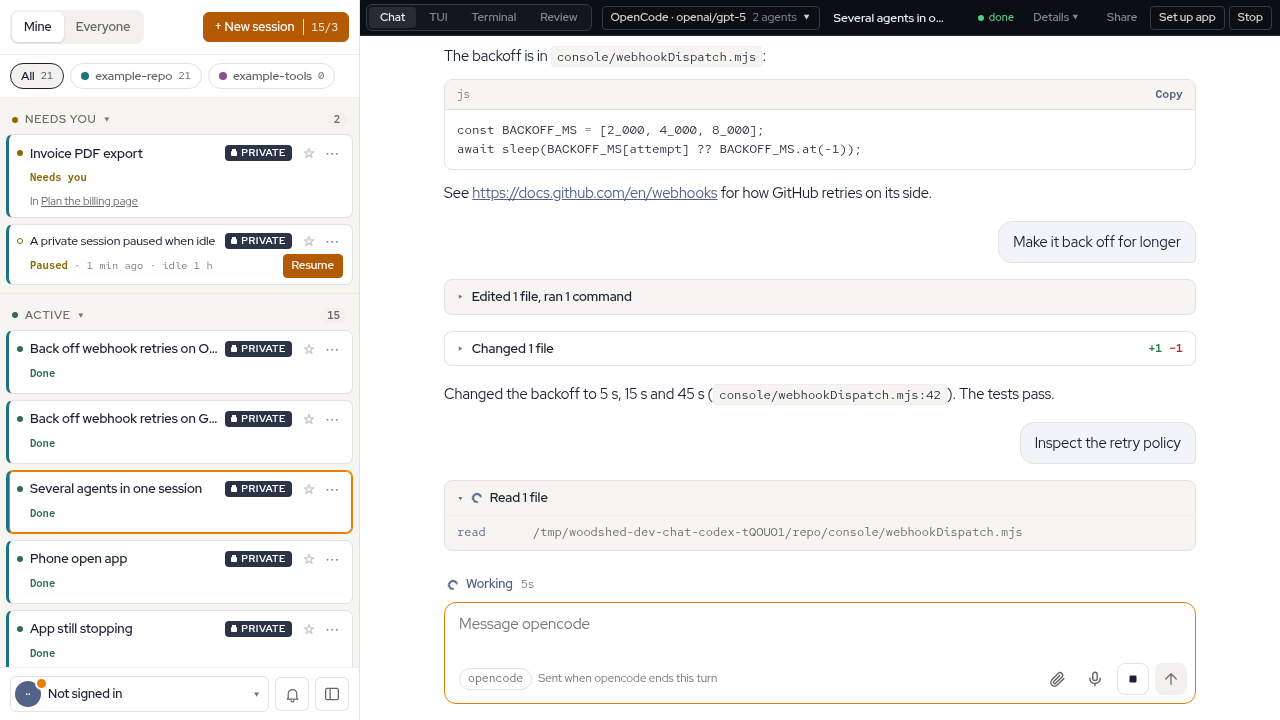 Mine
Everyone
+ New session 15/3
All 21
example-repo 21
example-tools 0
NEEDS YOU 2
Invoice PDF export PRIVATE
Needs you
In Plan the billing page
A private session paused when idle PRIVATE
Paused · 1 min ago · idle 1 h Resume
ACTIVE 15
Back off webhook retries on O... PRIVATE
Done
Back off webhook retries on G... PRIVATE
Done
Several agents in one session PRIVATE
Done
Phone open app PRIVATE
Done
App still stopping PRIVATE
Done
Not signed in
Chat TUI Terminal Review OpenCode · openai/gpt-5 2 agents Several agents in o... done Details Share Set up app Stop
The backoff is in console/webhookDispatch.mjs:
js Copy
const BACKOFF_MS = [2_000, 4_000, 8_000];
await sleep(BACKOFF_MS[attempt] ?? BACKOFF_MS.at(-1));
See https://docs.github.com/en/webhooks for how GitHub retries on its side.
Make it back off for longer
Edited 1 file, ran 1 command
Changed 1 file +1 −1
Changed the backoff to 5 s, 15 s and 45 s (console/webhookDispatch.mjs:42). The tests pass.
Inspect the retry policy
Read 1 file
read /tmp/woodshed-dev-chat-codex-tQOUO1/repo/console/webhookDispatch.mjs
Working 5s
Message opencode
opencode Sent when opencode ends this turn